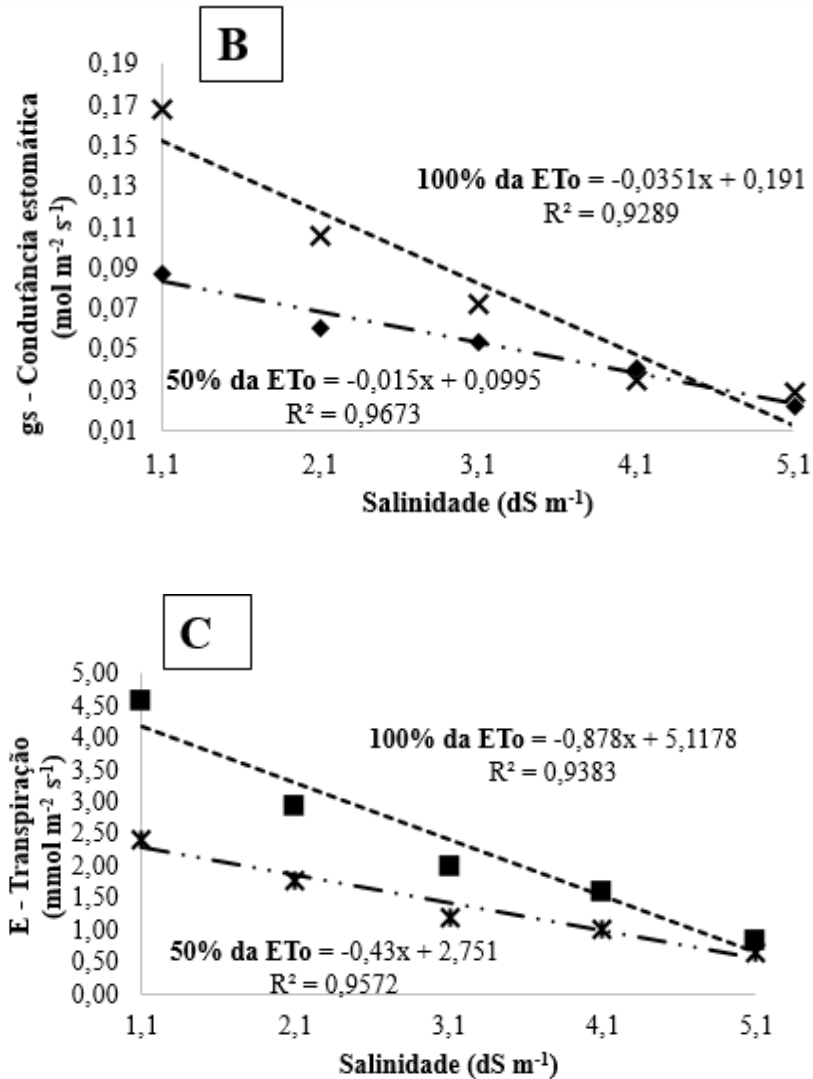 B
0,19
0,17
0,15
0,13
0,11
0,09
0,07
0,05
0,03
0,01
gs - Condutância estomática
(mol m⁻² s⁻¹)
100% da ETo = -0,0351x + 0,191
R² = 0,9289
50% da ETo = -0,015x + 0,0995
R² = 0,9673
1,1 2,1 3,1 4,1 5,1
Salinidade (dS m⁻¹)
C
5,00
4,50
4,00
3,50
3,00
2,50
2,00
1,50
1,00
0,50
0,00
E - Transpiração
(mmol m⁻² s⁻¹)
100% da ETo = -0,878x + 5,1178
R² = 0,9383
50% da ETo = -0,43x + 2,751
R² = 0,9572
1,1 2,1 3,1 4,1 5,1
Salinidade (dS m⁻¹)